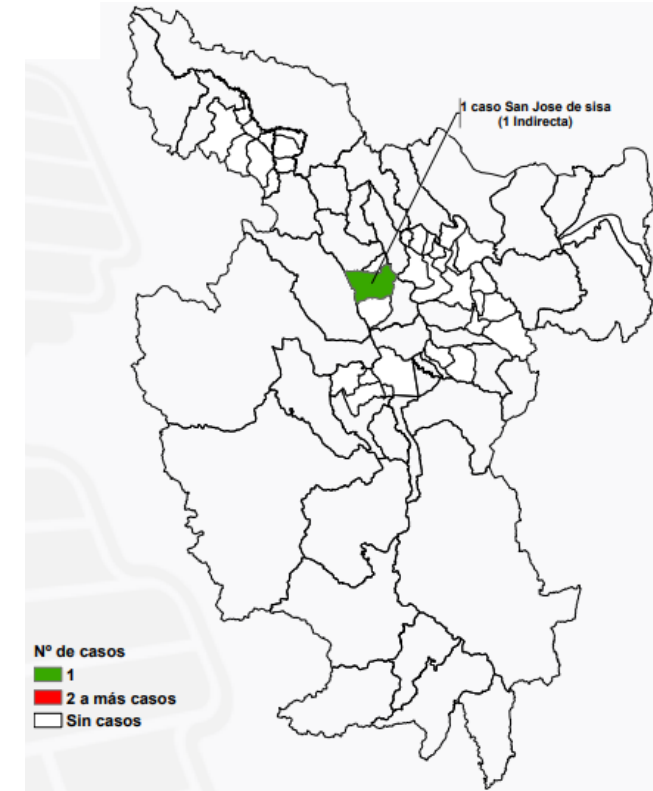 1 caso San Jose de sisa
(1 Indirecta)
Nº de casos
1
2 a más casos
Sin casos